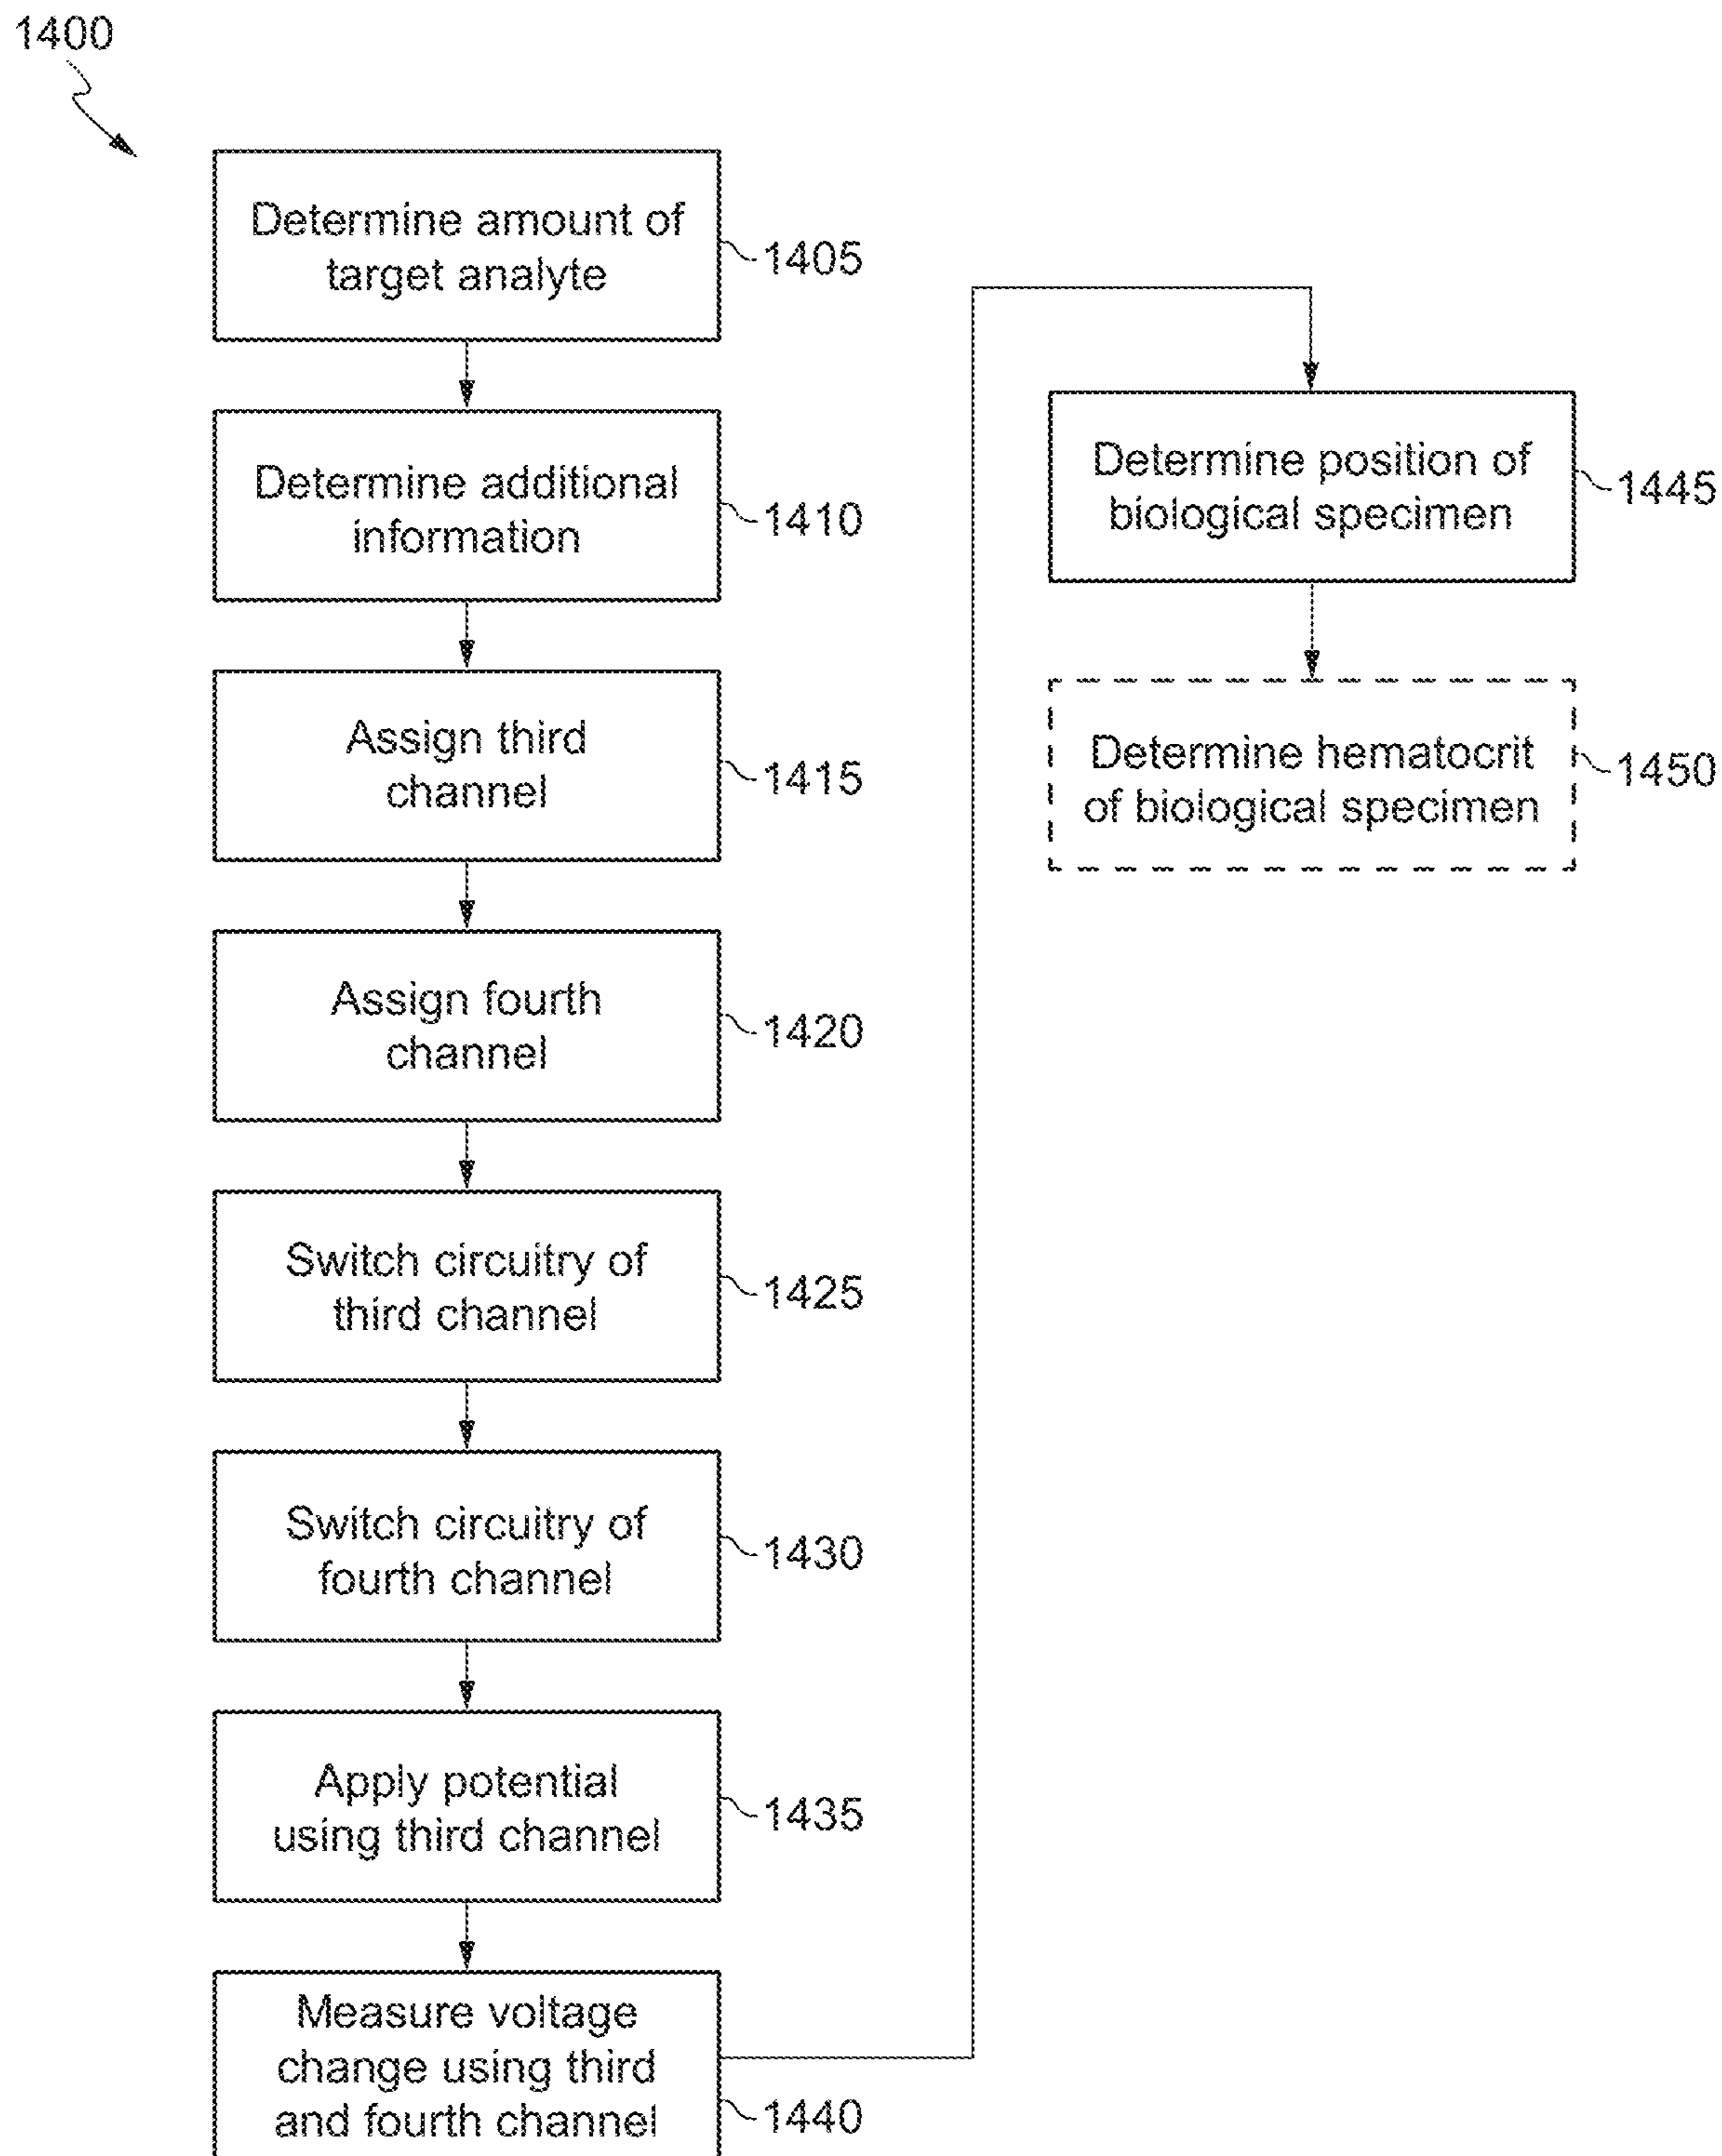 1400
Determine amount of
target analyte
1405
Determine additional
information
1410
Assign third
channel
1415
Assign fourth
channel
1420
Switch circuitry of
third channel
1425
Switch circuitry of
fourth channel
1430
Apply potential
using third channel
1435
Measure voltage
change using third
and fourth channel
1440
Determine position of
biological specimen
1445
Determine hematocrit
of biological specimen
1450